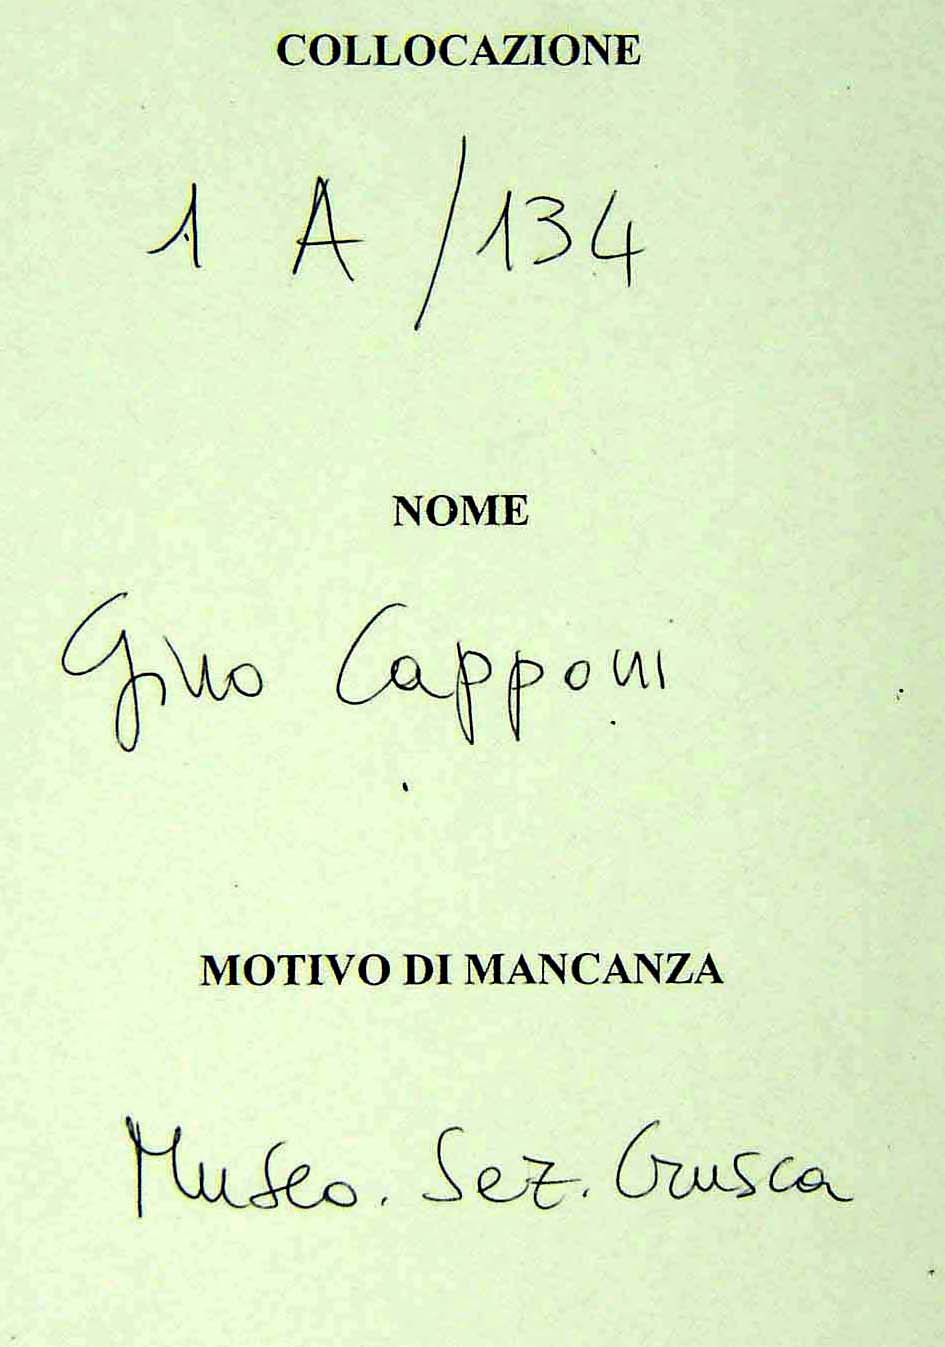 COLLOCAZIONE
1 A /134
NOME
Gino Capponi
MOTIVO DI MANCANZA
Museo. Sez. Crusca